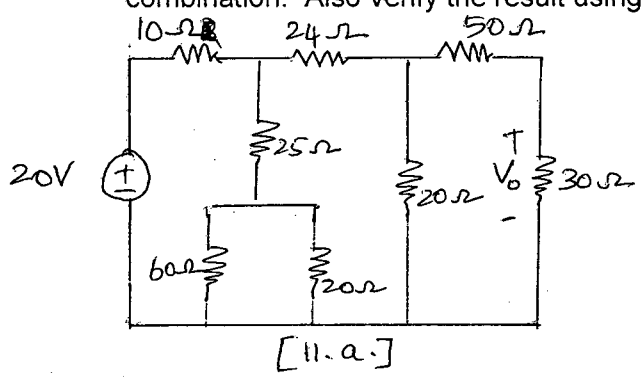 combination. Also verify the result using
10Ω 24Ω 50Ω
25Ω
20V + 20Ω + V₀ - 30Ω
60Ω 20Ω
[11.a.]